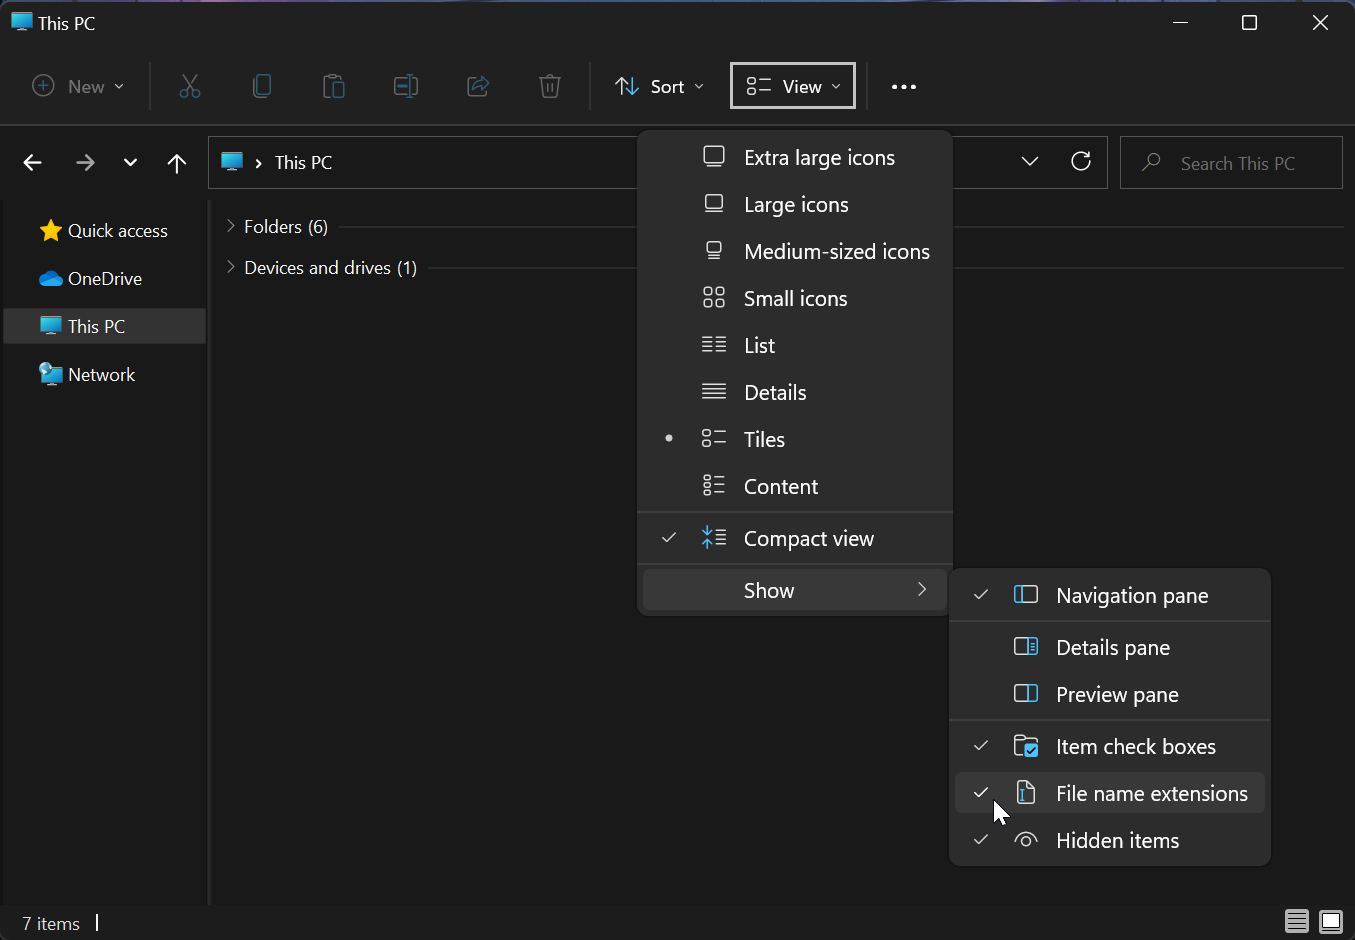 This PC
New
Sort
View
This PC
Search This PC
Quick access
OneDrive
This PC
Network
Folders (6)
Devices and drives (1)
Extra large icons
Large icons
Medium-sized icons
Small icons
List
Details
Tiles
Content
Compact view
Show
Navigation pane
Details pane
Preview pane
Item check boxes
File name extensions
Hidden items
7 items